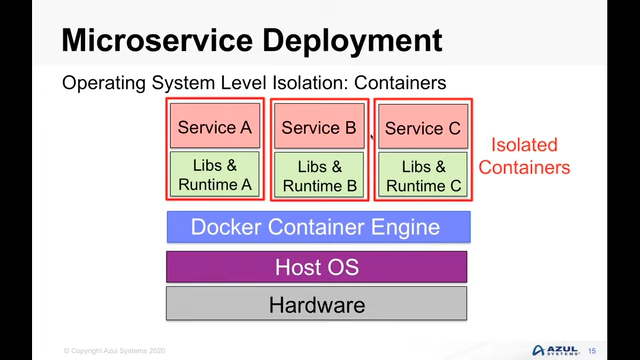 Microservice Deployment
Operating System Level Isolation: Containers
Service A
Service B
Service C
Libs &
Runtime A
Libs &
Runtime B
Libs &
Runtime C
Isolated
Containers
Docker Container Engine
Host OS
Hardware
© Copyright Azul Systems 2020
AZUL
SYSTEMS
15